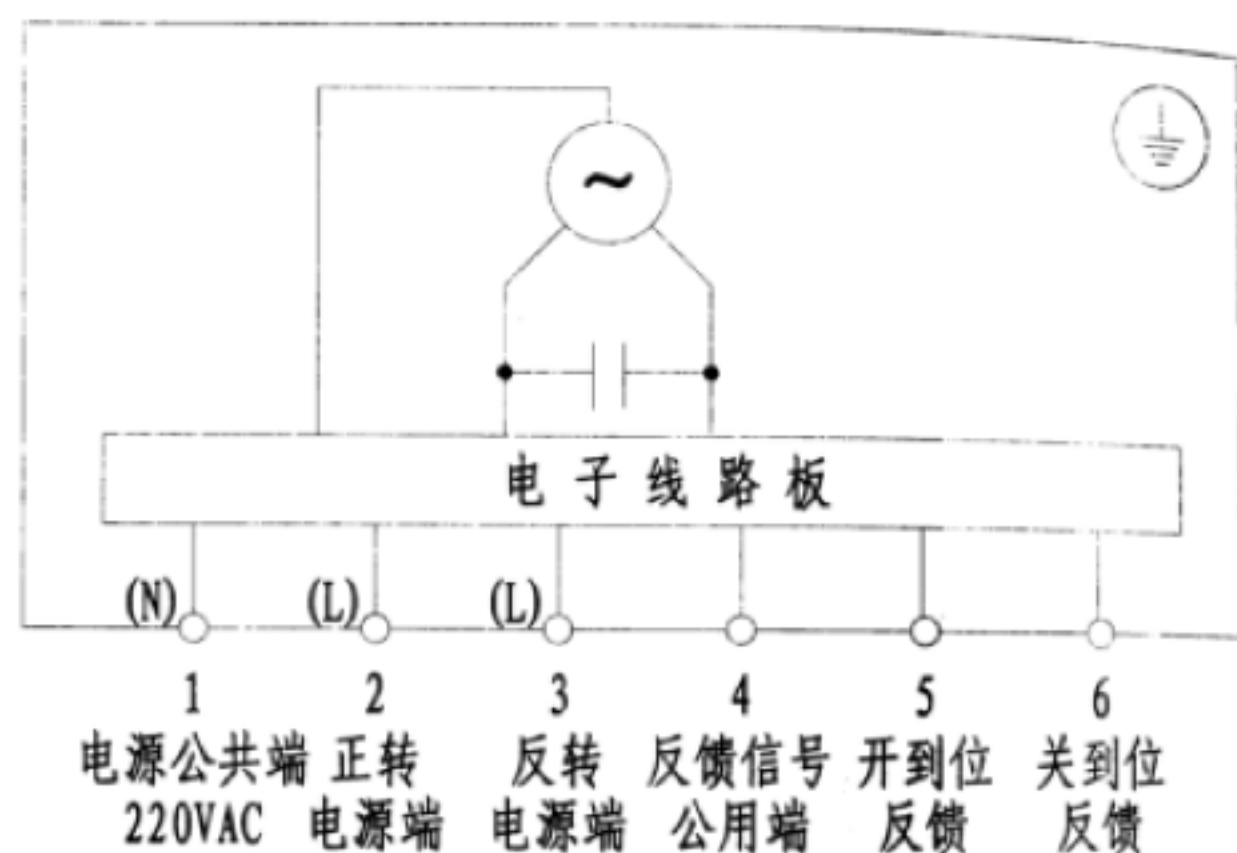 ~
电子线路板
(N) (L) (L)
1 2 3 4 5 6
电源公共端 正转 反转 反馈信号 开到位 关到位
220VAC 电源端 电源端 公用端 反馈 反馈